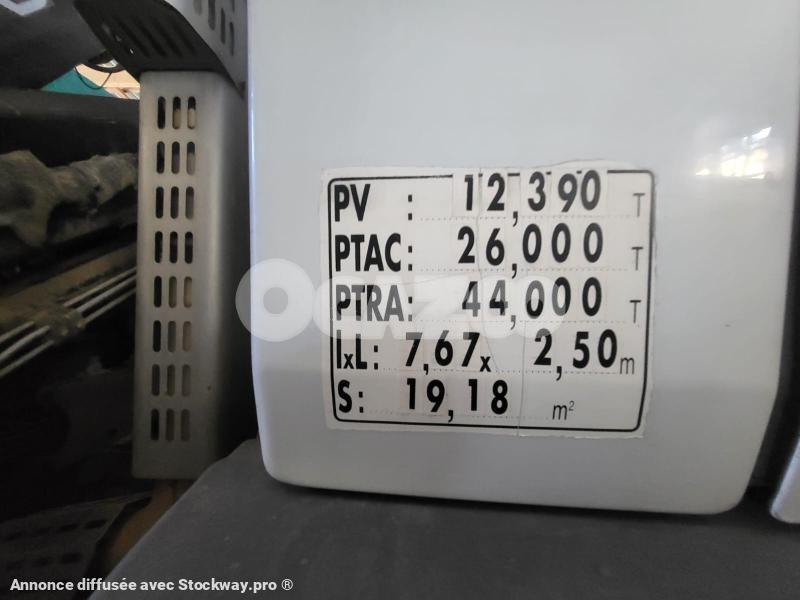 PV : 12,390 T
PTAC: 26,000 T
PTRA: 44,000 T
lxL: 7,67x 2,50m
S: 19,18 m²
Ocazoo
Annonce diffusée avec Stockway.pro ®